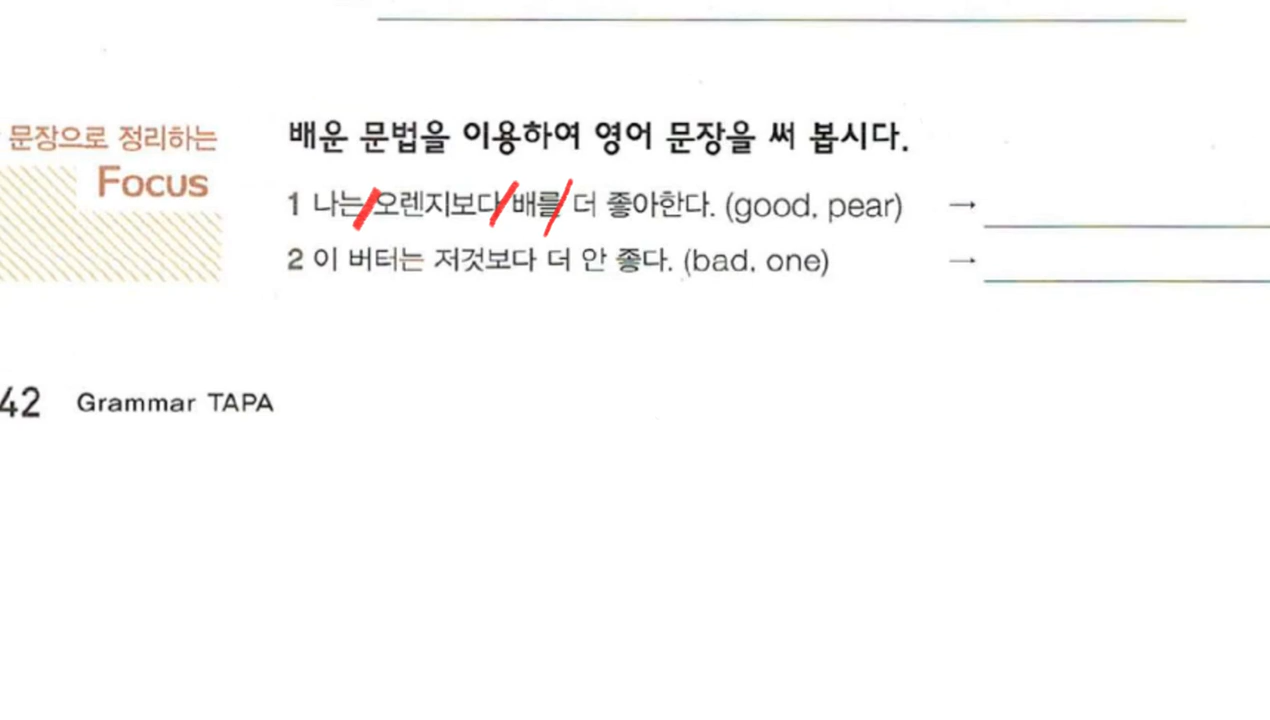 문장으로 정리하는
Focus
배운 문법을 이용하여 영어 문장을 써 봅시다.
1 나는 오렌지보다 배를 더 좋아한다. (good, pear) →
2 이 버터는 저것보다 더 안 좋다. (bad, one) →
42 Grammar TAPA